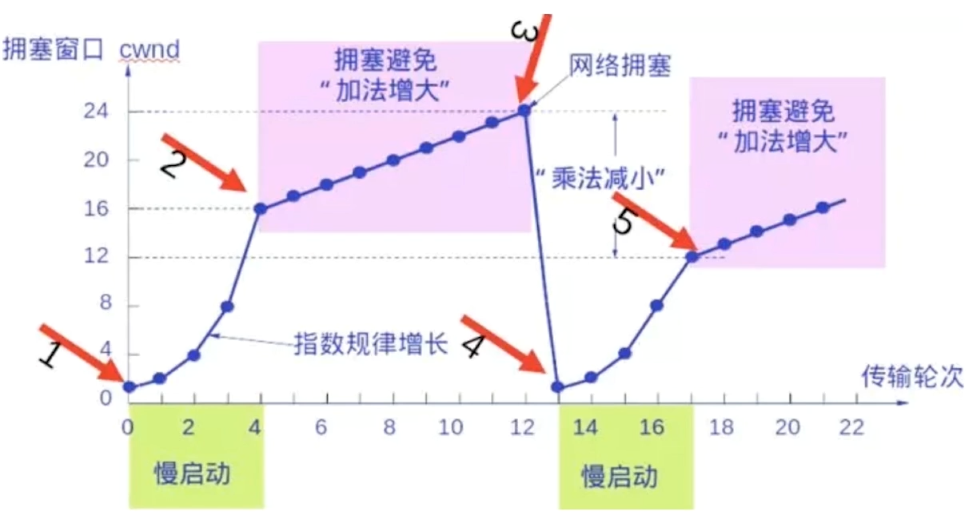 拥塞窗口 cwnd
拥塞避免
“加法增大”
3
网络拥塞
拥塞避免
“加法增大”
24
2
20
“乘法减小”
16
5
12
8
指数规律增长
1
4
4
传输轮次
0
0 2 4 6 8 10 12 14 16 18 20 22
慢启动
慢启动